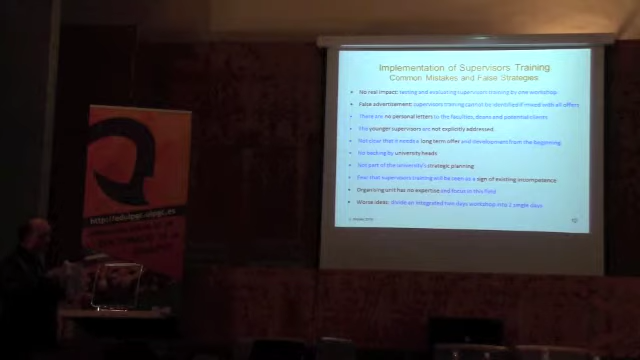 Implementation of Supervisors Training
Common Mistakes and False Strategies
No real impact: testing and evaluating supervisors training by one workshop
False advertisement: supervisors training cannot be identified if mixed with all offers
There are no personal letters to the faculties, deans and potential clients
The younger supervisors are not explicitly addressed
Not clear that it needs a long term offer and development from the beginning
No backing by university heads
Not part of the university's strategic planning
Fear that supervisors training will be seen as a sign of existing incompetence
Organising unit has no expertise and focus in this field
Worse ideas: divide an integrated two days workshop into 2 single days